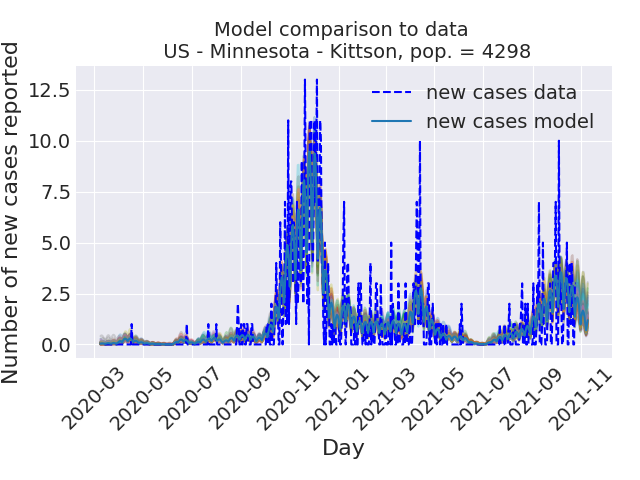 Model comparison to data
US - Minnesota - Kittson, pop. = 4298
Number of new cases reported
12.5
10.0
7.5
5.0
2.5
0.0
new cases data
new cases model
2020-03
2020-05
2020-07
2020-09
2020-11
2021-01
2021-03
2021-05
2021-07
2021-09
2021-11
Day